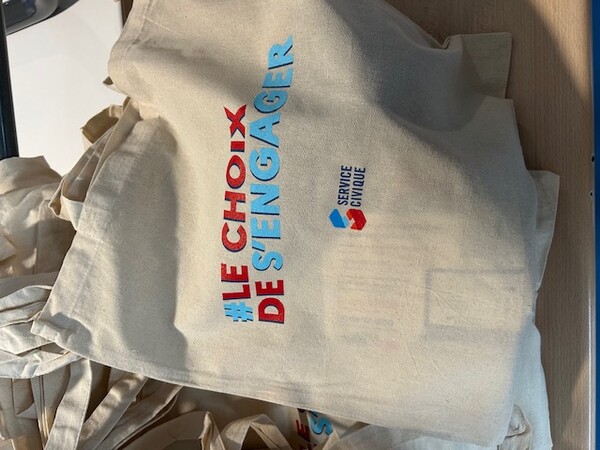 #LE CHOIX
DE S'ENGAGER
SERVICE
CIVIQUE